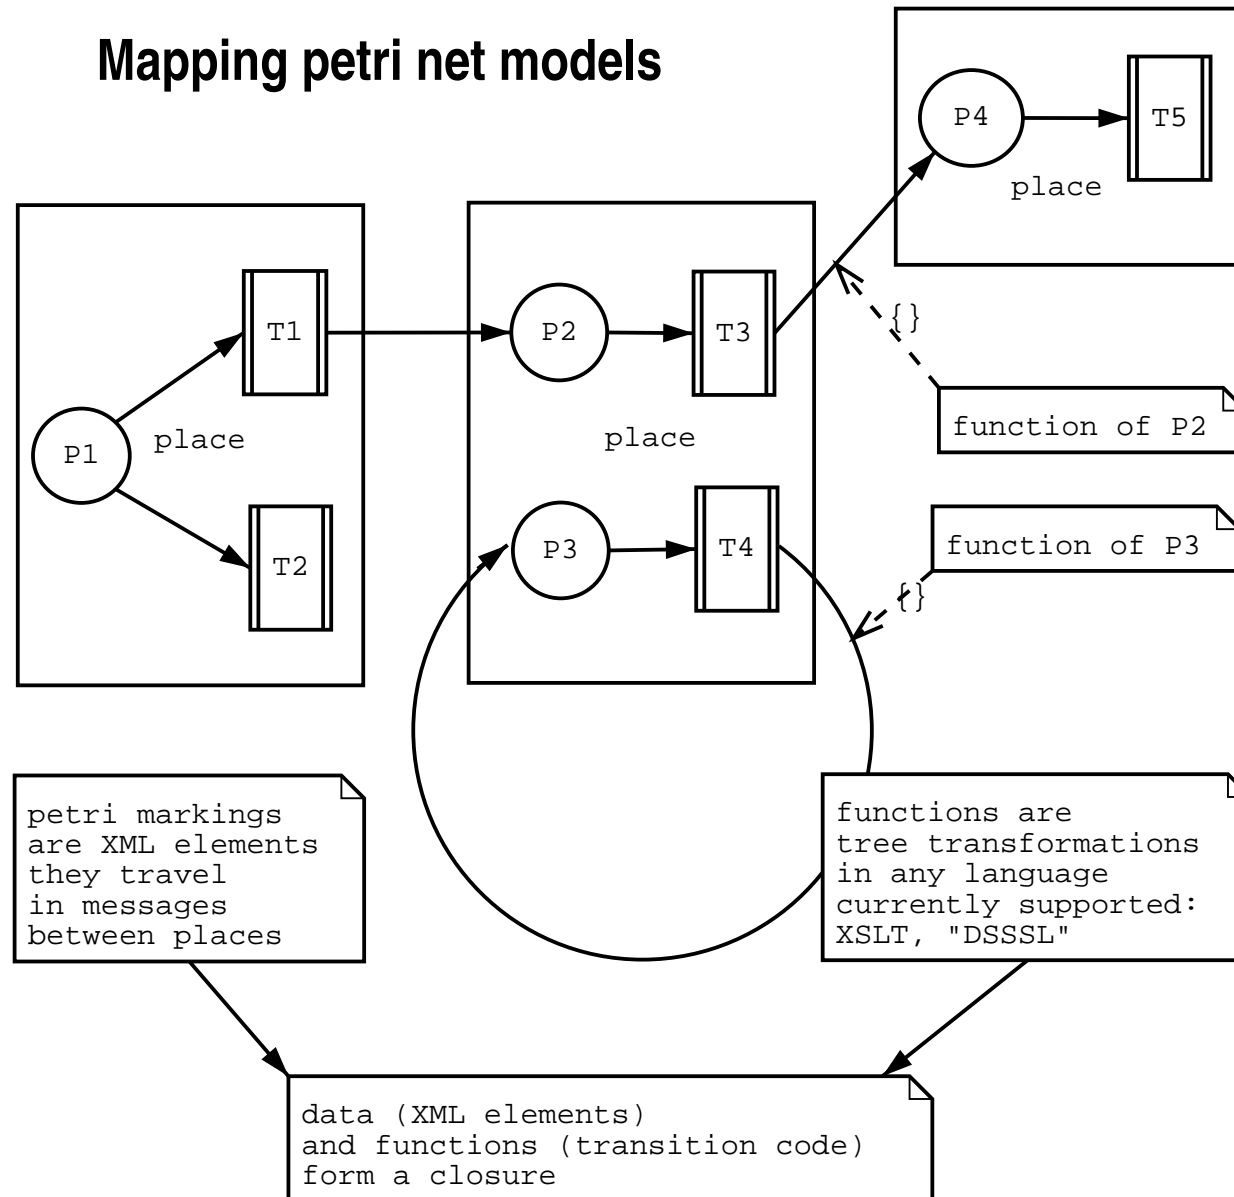 Mapping petri net models
P4
T5
place
T1
P2
T3
{}
P1
place
place
function of P2
T2
P3
T4
function of P3
{}
petri markings
are XML elements
they travel
in messages
between places
functions are
tree transformations
in any language
currently supported:
XSLT, "DSSSL"
data (XML elements)
and functions (transition code)
form a closure